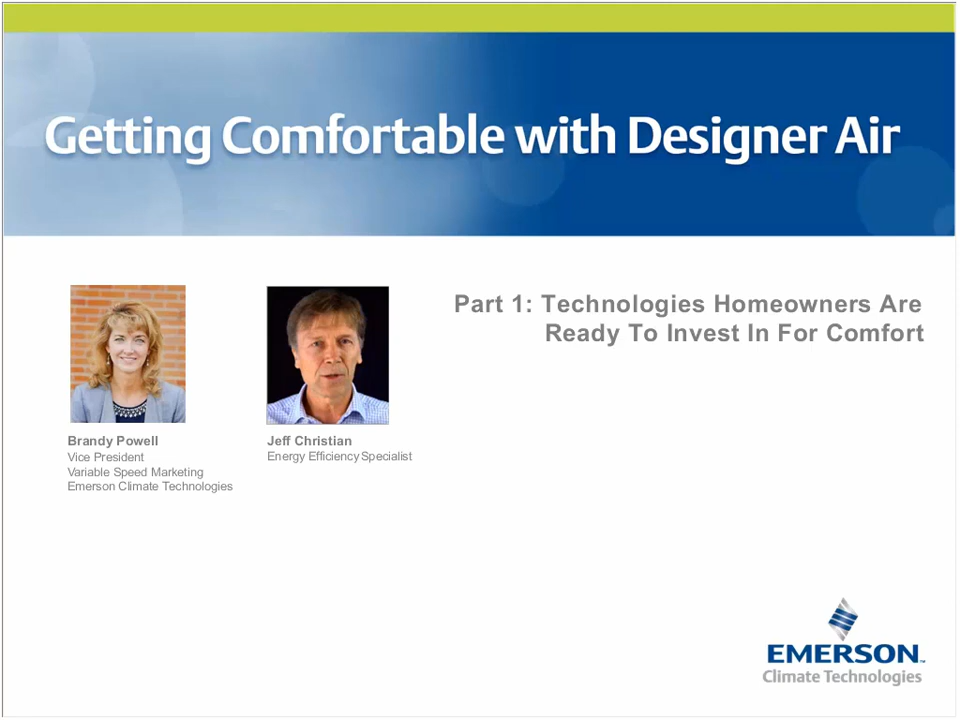 Getting Comfortable with Designer Air
Part 1: Technologies Homeowners Are
Ready To Invest In For Comfort
Brandy Powell
Vice President
Variable Speed Marketing
Emerson Climate Technologies
Jeff Christian
Energy Efficiency Specialist
EMERSON™
Climate Technologies